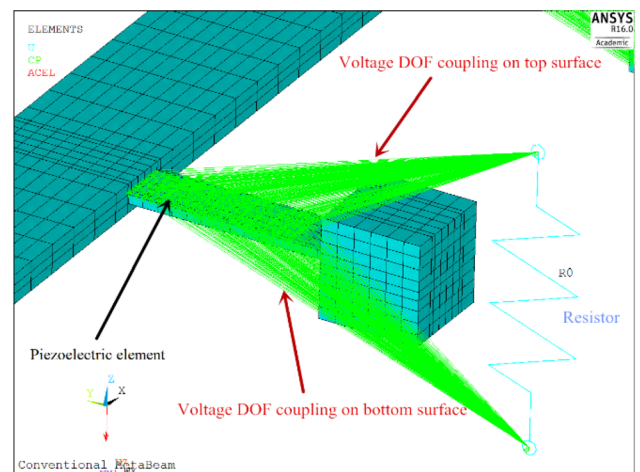 ELEMENTS
U
CP
ACEL
ANSYS
R16.0
Academic
Voltage DOF coupling on top surface
R0
Resistor
Piezoelectric element
Voltage DOF coupling on bottom surface
Z
Y
X
Conventional MetaBeam